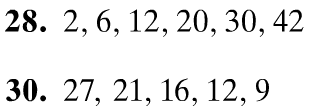 28. 2, 6, 12, 20, 30, 42
30. 27, 21, 16, 12, 9